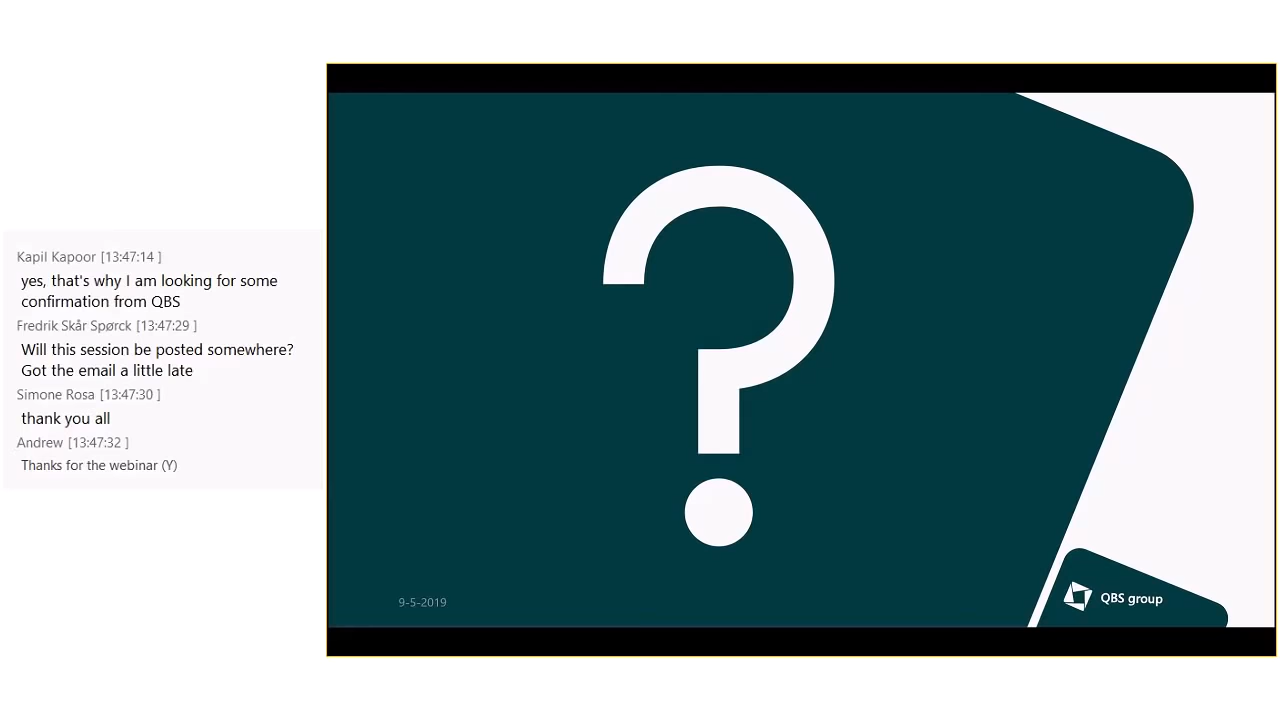 Kapil Kapoor [13:47:14 ]
yes, that's why I am looking for some
confirmation from QBS
Fredrik Skår Spørck [13:47:29 ]
Will this session be posted somewhere?
Got the email a little late
Simone Rosa [13:47:30 ]
thank you all
Andrew [13:47:32 ]
Thanks for the webinar (Y)
?
9-5-2019
QBS group